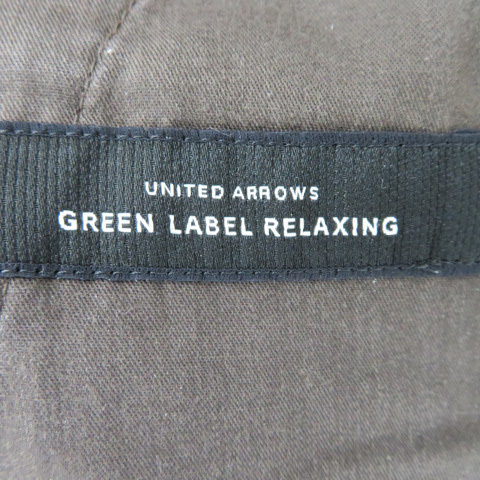 UNITED ARROWS
GREEN LABEL RELAXING